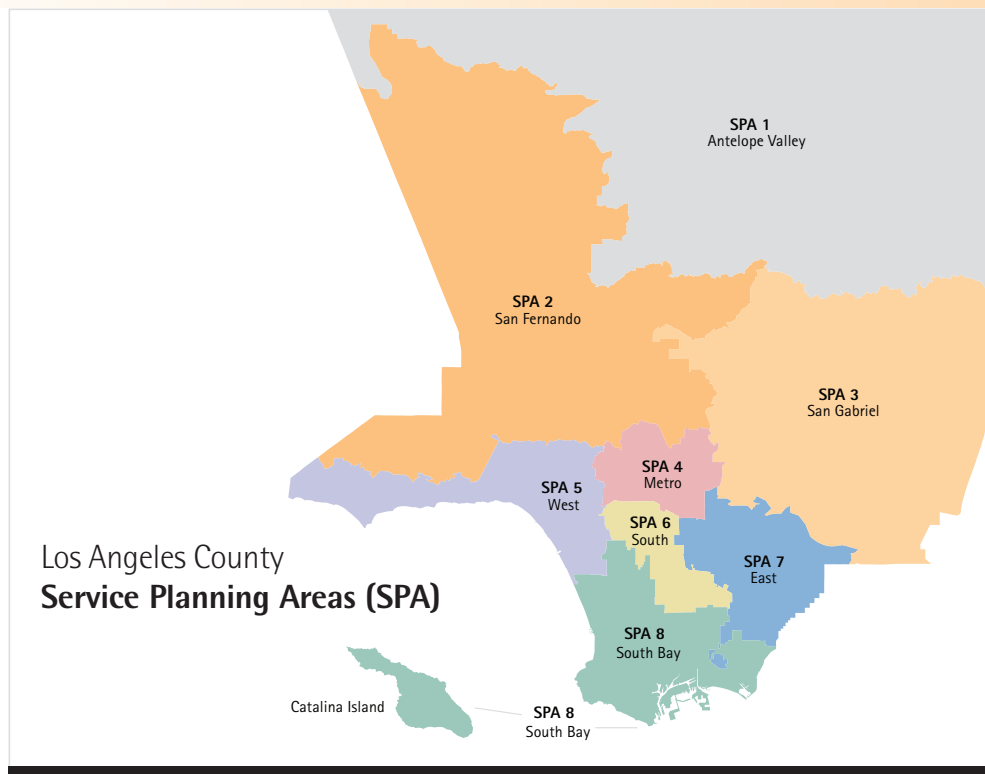 SPA 1
Antelope Valley
SPA 2
San Fernando
SPA 3
San Gabriel
SPA 4
Metro
SPA 5
West
SPA 6
South
SPA 7
East
Los Angeles County
Service Planning Areas (SPA)
SPA 8
South Bay
Catalina Island
SPA 8
South Bay